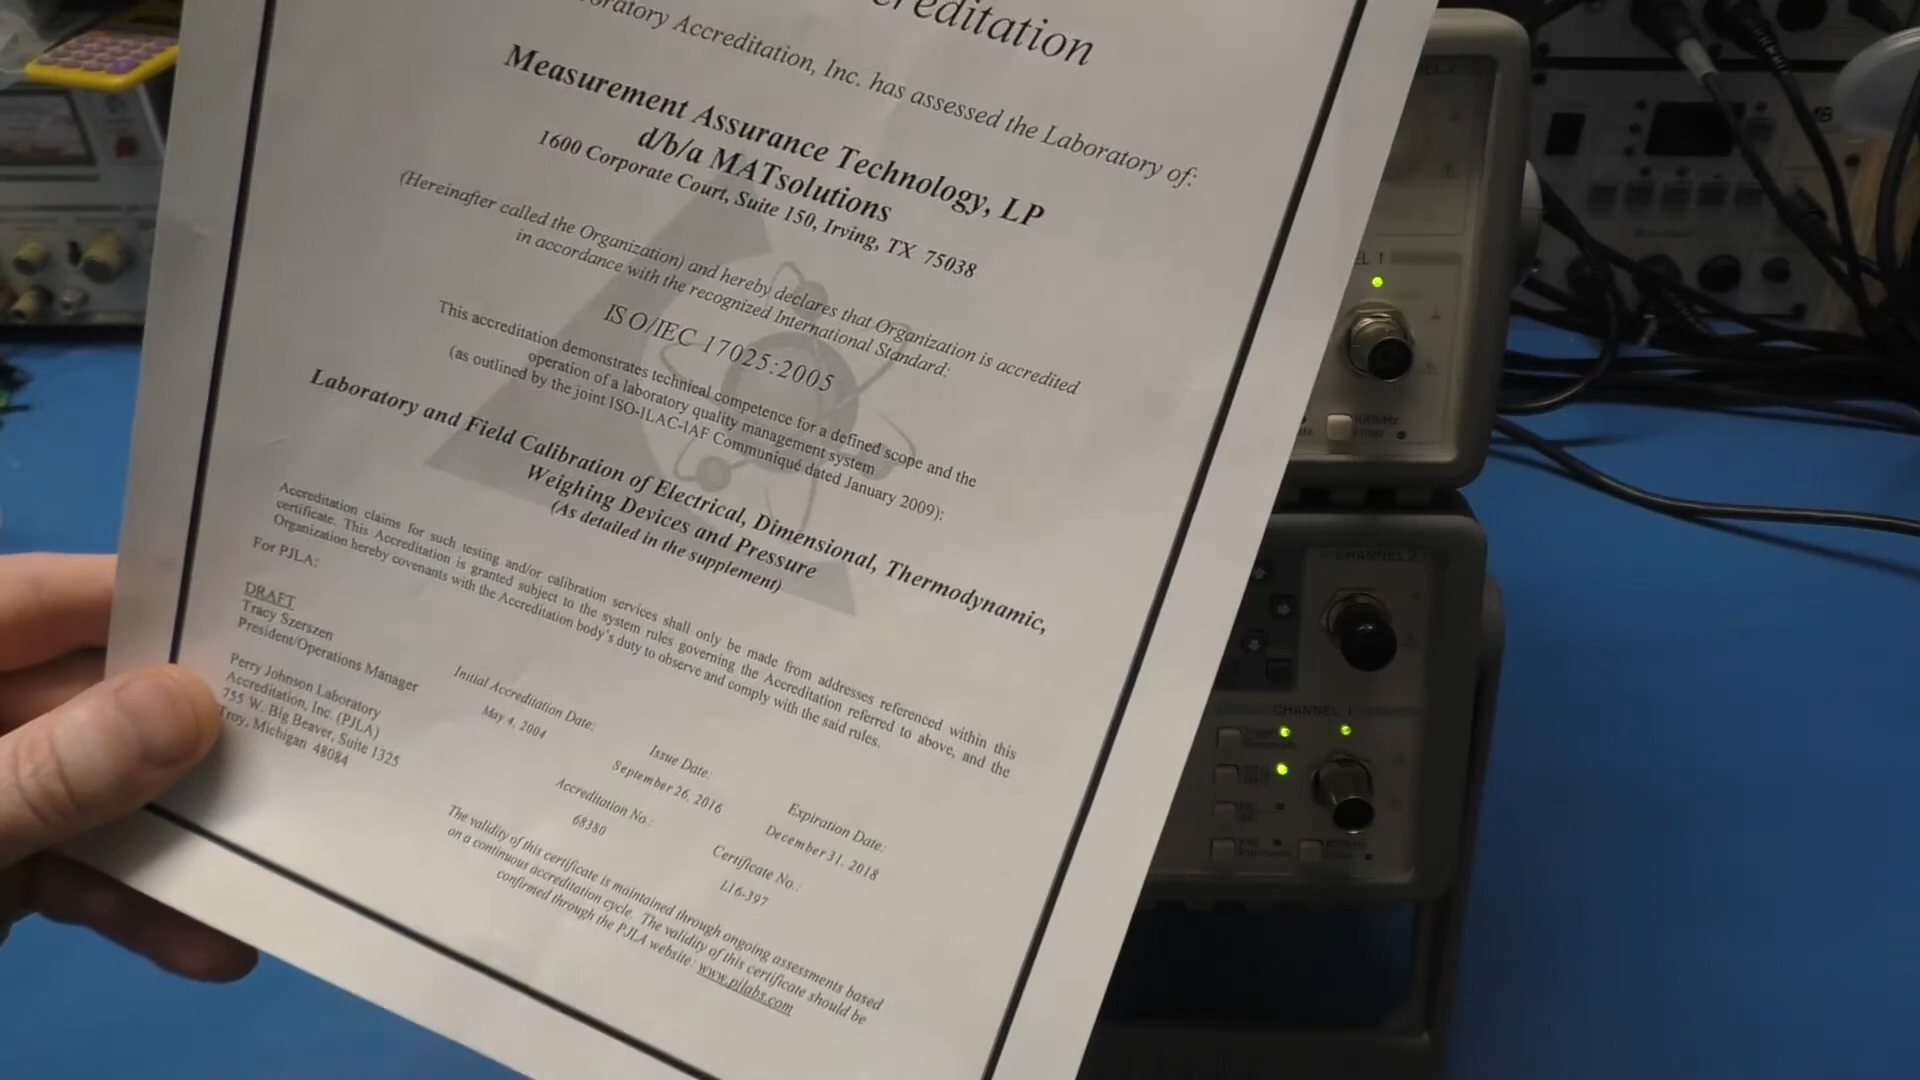 creditation
oratory Accreditation, Inc. has assessed the Laboratory of:
Measurement Assurance Technology, LP
d/b/a MATsolutions
1600 Corporate Court, Suite 150, Irving, TX 75038
(Hereinafter called the Organization) and hereby declares that Organization is accredited
in accordance with the recognized International Standard:
ISO/IEC 17025:2005
This accreditation demonstrates technical competence for a defined scope and the
operation of a laboratory quality management system
(as outlined by the joint ISO-ILAC-IAF Communiqué dated January 2009):
Laboratory and Field Calibration of Electrical, Dimensional, Thermodynamic,
Weighing Devices and Pressure
(As detailed in the supplement)
Accreditation claims for such testing and/or calibration services shall only be made from addresses referenced within this
certificate. This Accreditation is granted subject to the system rules governing the Accreditation referred to above, and the
Organization hereby covenants with the Accreditation body's duty to observe and comply with the said rules.
For PJLA:
DRAFT
Tracy Szerszen
President/Operations Manager
Perry Johnson Laboratory
Accreditation, Inc. (PJLA)
755 W. Big Beaver, Suite 1325
Troy, Michigan 48084
Initial Accreditation Date:
May 4, 2004
Issue Date:
September 26, 2016
Expiration Date:
December 31, 2018
Accreditation No.:
68380
Certificate No.:
L16-397
The validity of this certificate is maintained through ongoing assessments based
on a continuous accreditation cycle. The validity of this certificate should be
confirmed through the PJLA website: www.pjlabs.com
EL 1
CHANNEL 2
CHANNEL 1